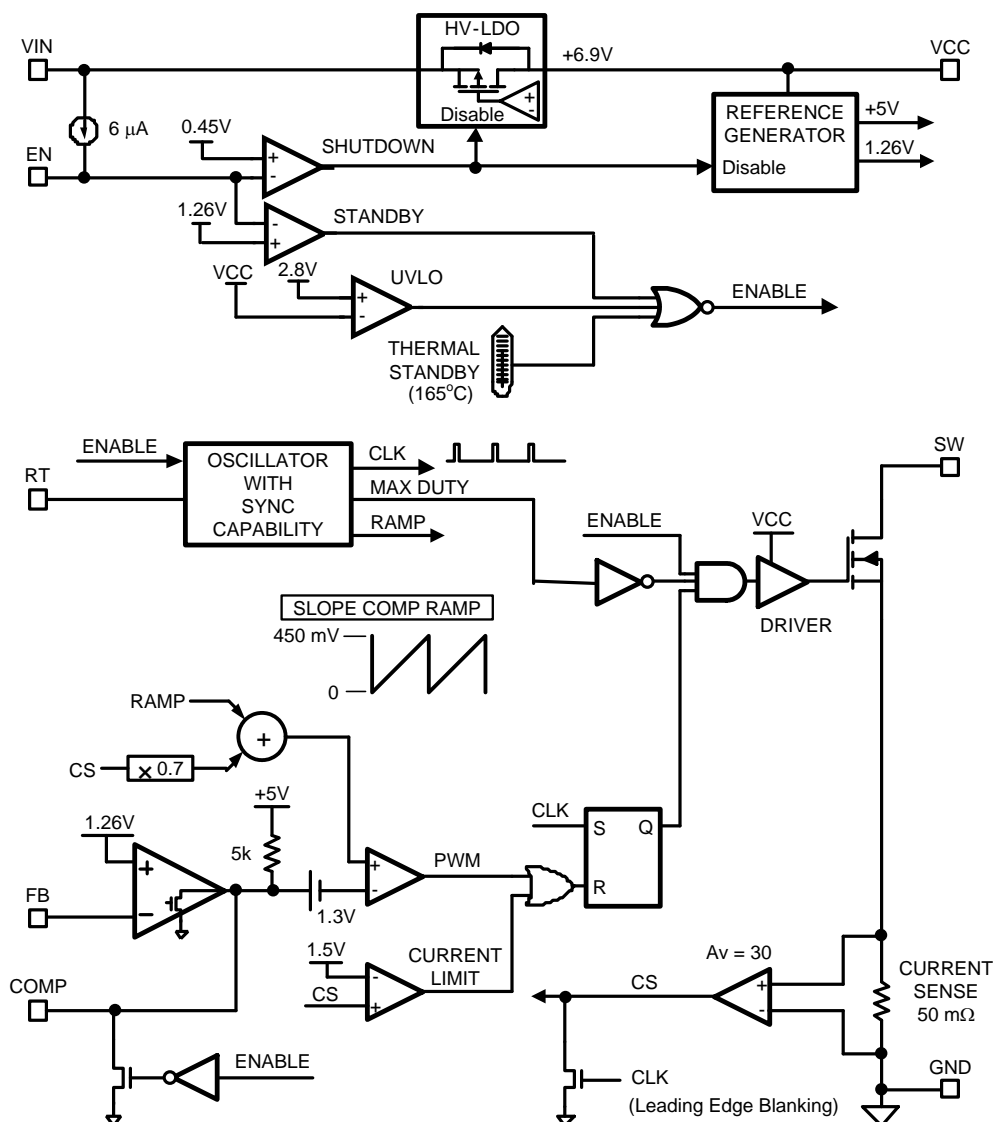 HV-LDO
VIN
+6.9V
VCC
+
-
Disable
6 μA
REFERENCE
GENERATOR
Disable
+5V
1.26V
0.45V
EN
+
-
SHUTDOWN
1.26V
-
+
STANDBY
VCC
2.8V
+
-
UVLO
ENABLE
THERMAL
STANDBY
(165°C)
ENABLE
RT
OSCILLATOR
WITH
SYNC
CAPABILITY
CLK
MAX DUTY
RAMP
SW
ENABLE
VCC
DRIVER
SLOPE COMP RAMP
450 mV
0
RAMP
+
CS
× 0.7
+5V
5k
1.26V
+
-
FB
1.3V
+
-
PWM
CLK
S
Q
R
1.5V
CS
-
+
CURRENT
LIMIT
COMP
ENABLE
Av = 30
CS
+
-
CURRENT
SENSE
50 mΩ
CLK
(Leading Edge Blanking)
GND